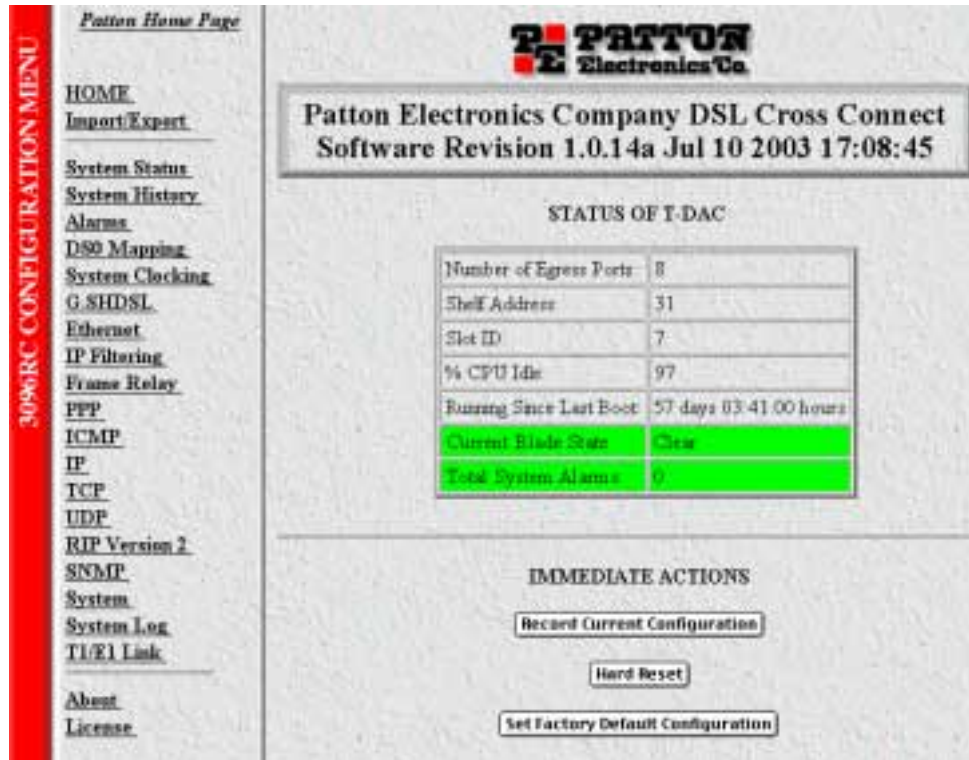 3096RC CONFIGURATION MENU
Patton Home Page
HOME
Import/Export
System Status
System History
Alarms
DS0 Mapping
System Clocking
G.SHDSL
Ethernet
IP Filtering
Frame Relay
PPP
ICMP
IP
TCP
UDP
RIP Version 2
SNMP
System
System Log
T1/E1 Link
About
License
PE PATTON
Electronics Co.
Patton Electronics Company DSL Cross Connect
Software Revision 1.0.14a Jul 10 2003 17:08:45
STATUS OF T-DAC
Number of Egress Ports 8
Shelf Address 31
Slot ID 7
% CPU Idle 97
Running Since Last Boot 57 days 03:41:00 hours
Current Blade State Clear
Total System Alarms 0
IMMEDIATE ACTIONS
Record Current Configuration
Hard Reset
Set Factory Default Configuration